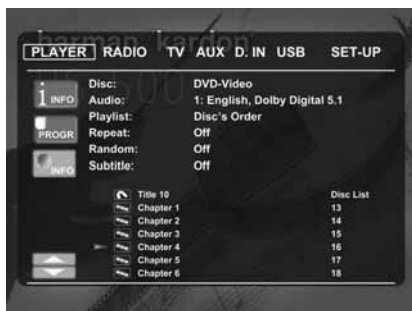 harman kardon
PLAYER RADIO TV AUX D. IN USB SET-UP
i INFO
Disc: DVD-Video
Audio: 1: English, Dolby Digital 5.1
Playlist: Disc's Order
PROGR
Repeat: Off
Random: Off
INFO
Subtitle: Off
Title 10 Disc List
Chapter 1 13
Chapter 2 14
Chapter 3 15
Chapter 4 16
Chapter 5 17
Chapter 6 18